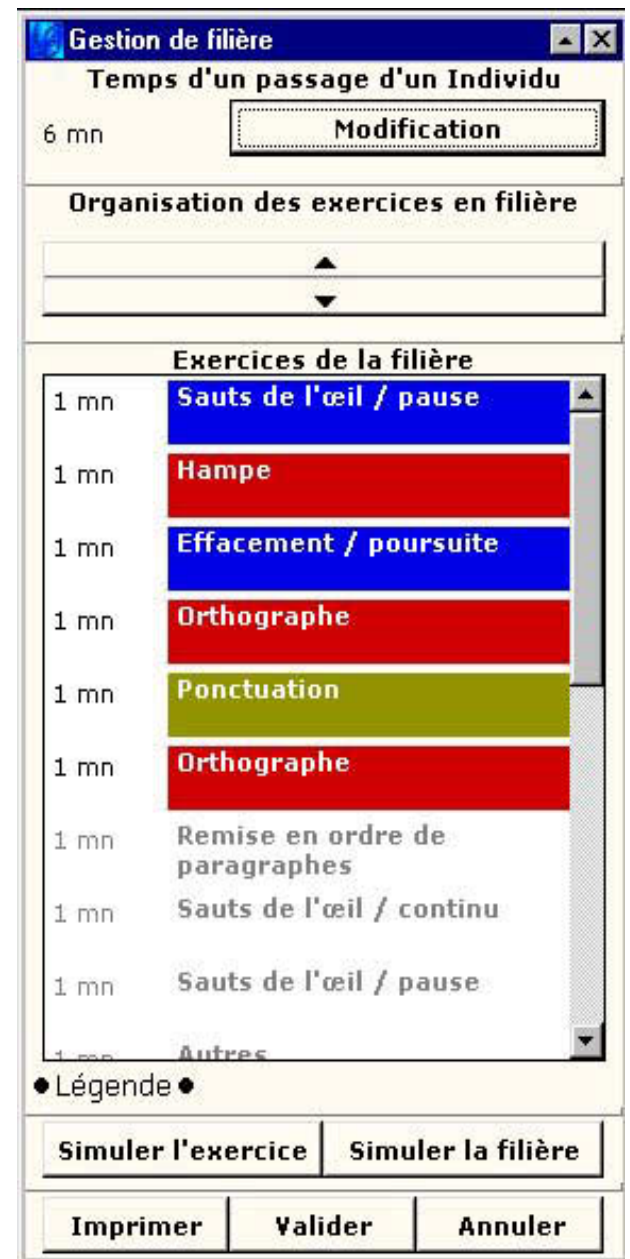 Gestion de filière
Temps d'un passage d'un Individu
6 mn Modification
Organisation des exercices en filière
Exercices de la filière
1 mn Sauts de l'œil / pause
1 mn Hampe
1 mn Effacement / poursuite
1 mn Orthographe
1 mn Ponctuation
1 mn Orthographe
1 mn Remise en ordre de
paragraphes
1 mn Sauts de l'œil / continu
1 mn Sauts de l'œil / pause
1 mn Autres
●Légende●
Simuler l'exercice Simuler la filière
Imprimer Valider Annuler